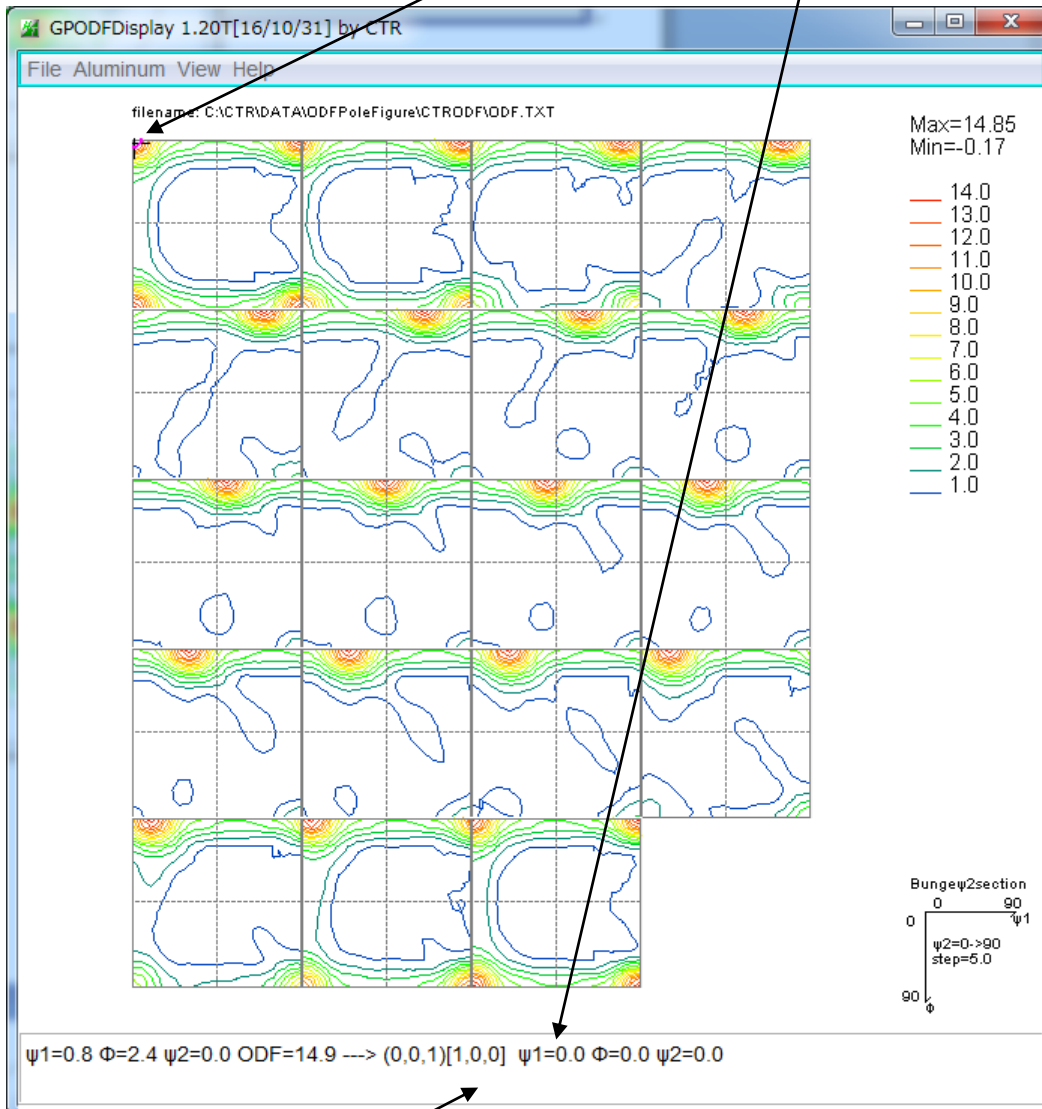 GPODFDisplay 1.20T[16/10/31] by CTR
File Aluminum View Help
filename: C:\CTR\DATA\ODFPoleFigure\CTRODF\ODF.TXT
Max=14.85
Min=-0.17
14.0
13.0
12.0
11.0
10.0
9.0
8.0
7.0
6.0
5.0
4.0
3.0
2.0
1.0
Bungeψ2section
0 90
0 ψ1
ψ2=0->90
step=5.0
90
Φ
ψ1=0.8 Φ=2.4 ψ2=0.0 ODF=14.9 ---> (0,0,1)[1,0,0] ψ1=0.0 Φ=0.0 ψ2=0.0